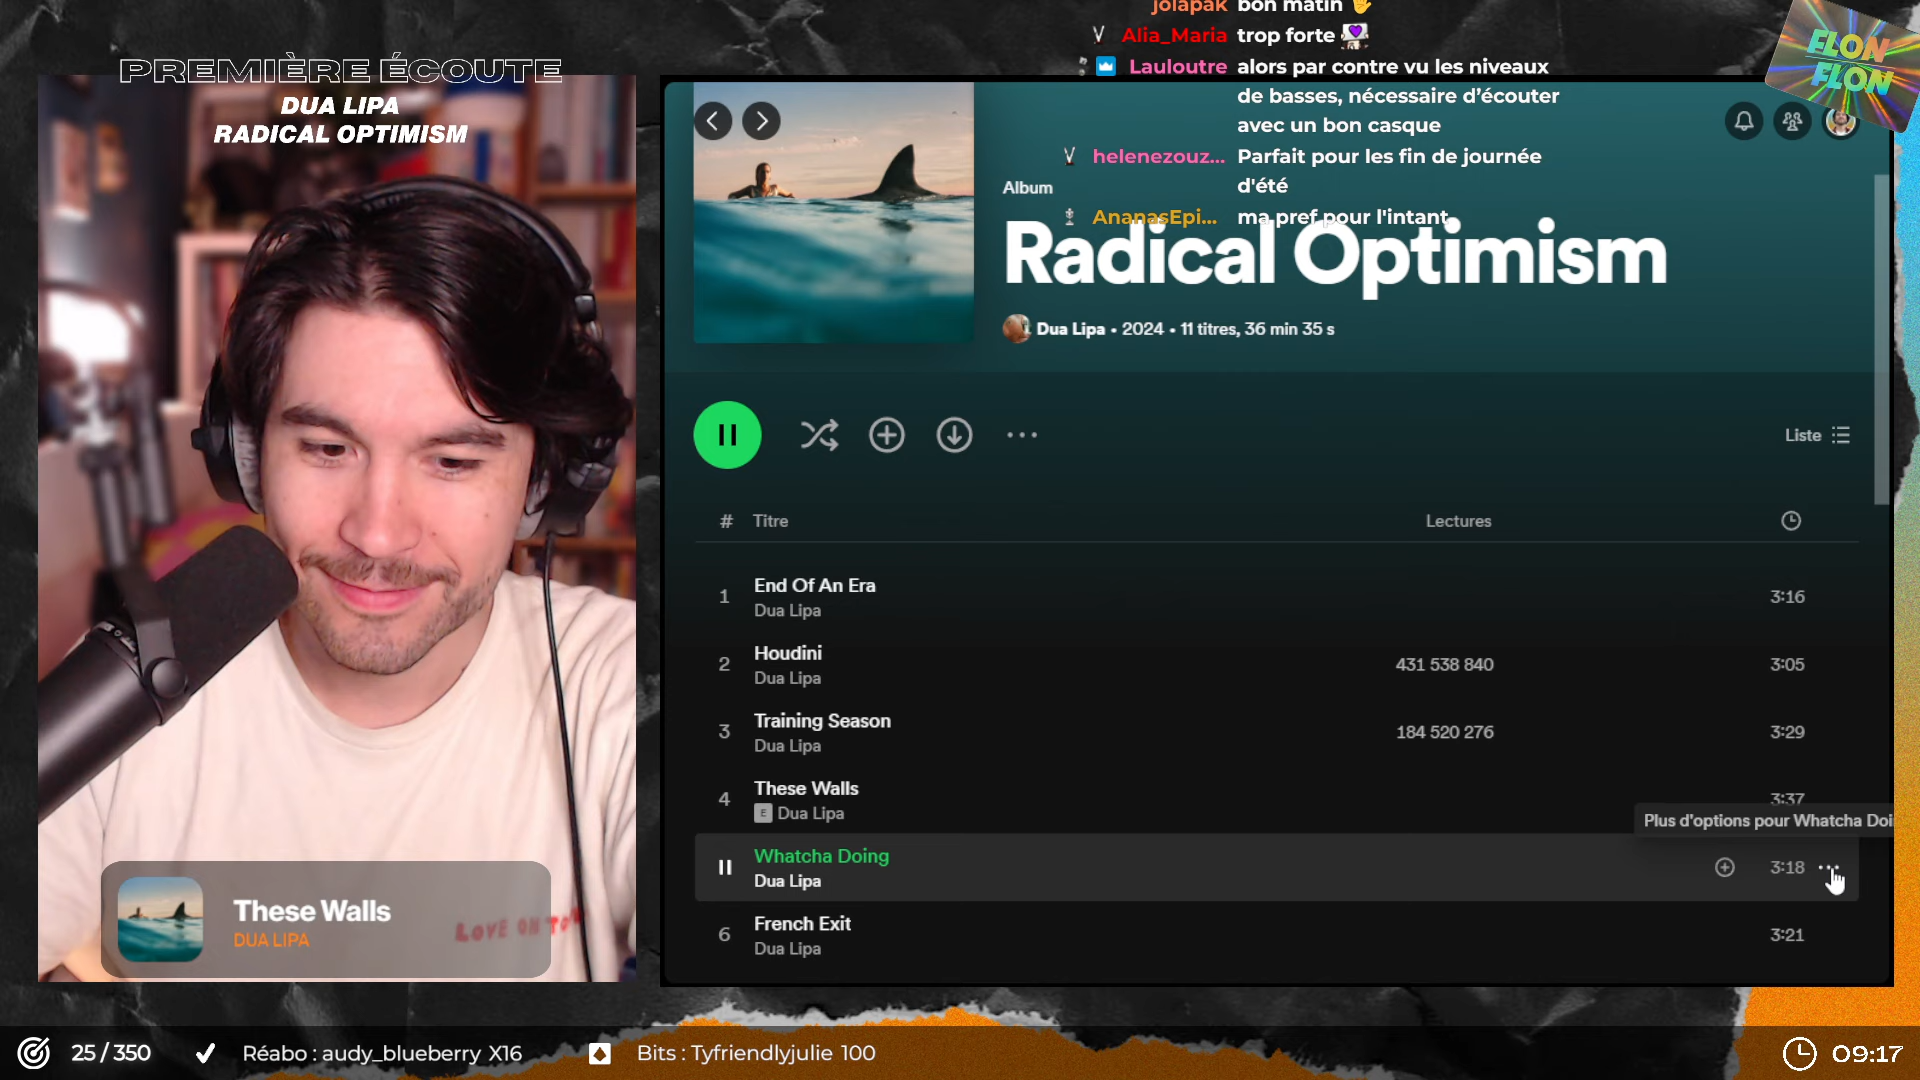 PREMIÈRE ÉCOUTE
DUA LIPA
RADICAL OPTIMISM
jolapak bon matin
Alia_Maria trop forte
Lauloutre alors par contre vu les niveaux
de basses, nécessaire d'écouter
avec un bon casque
helenezouz... Parfait pour les fin de journée
d'été
AnanasEpi... ma pref pour l'intant
FLON
FLON
Album
Radical Optimism
Dua Lipa • 2024 • 11 titres, 36 min 35 s
Liste
# Titre Lectures
1 End Of An Era 3:16
Dua Lipa
2 Houdini 431 538 840 3:05
Dua Lipa
3 Training Season 184 520 276 3:29
Dua Lipa
4 These Walls 3:37
E Dua Lipa
Plus d'options pour Whatcha Doi
Whatcha Doing 3:18
Dua Lipa
6 French Exit 3:21
Dua Lipa
These Walls
DUA LIPA
LOVE ON TO
25 / 350
Réabo : audy_blueberry X16
Bits : Tyfriendlyjulie 100
09:17